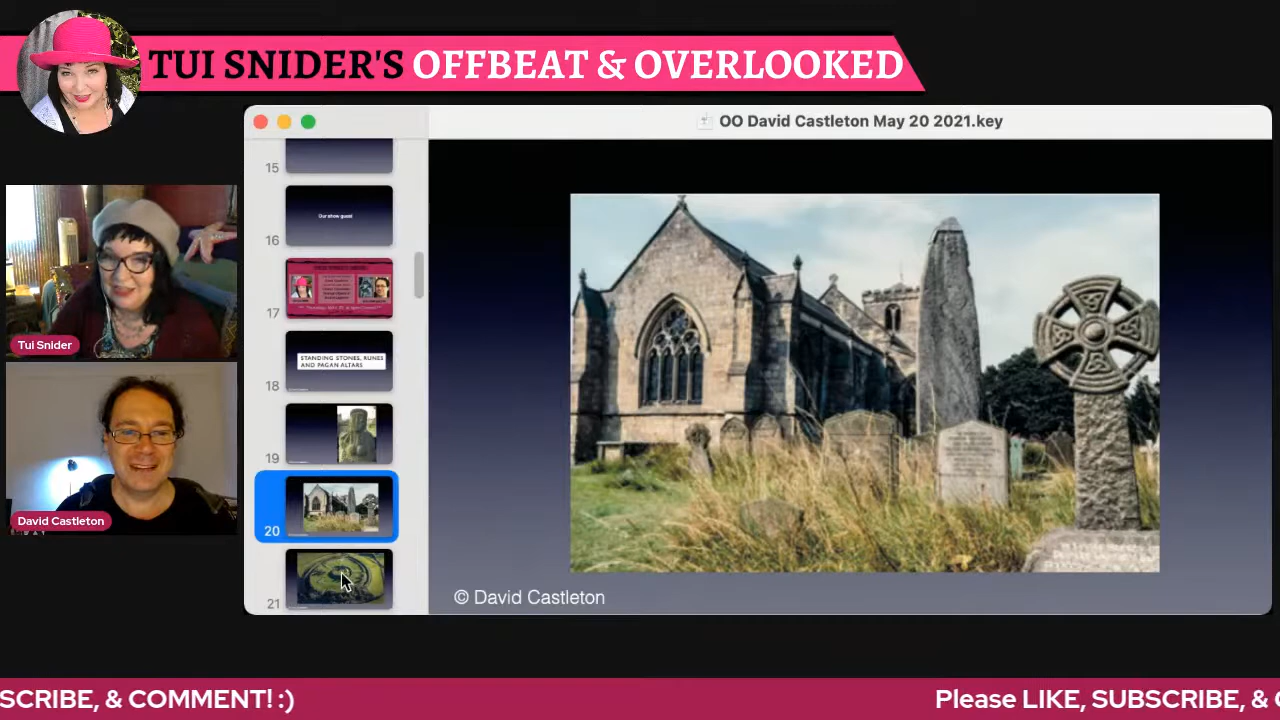 TUI SNIDER'S OFFBEAT & OVERLOOKED
OO David Castleton May 20 2021.key
15
16
Our show guest
17
18
STANDING STONES, RUNES
AND PAGAN ALTARS
19
20
21
Tui Snider
David Castleton
© David Castleton
SCRIBE, & COMMENT! :)
Please LIKE, SUBSCRIBE, & C